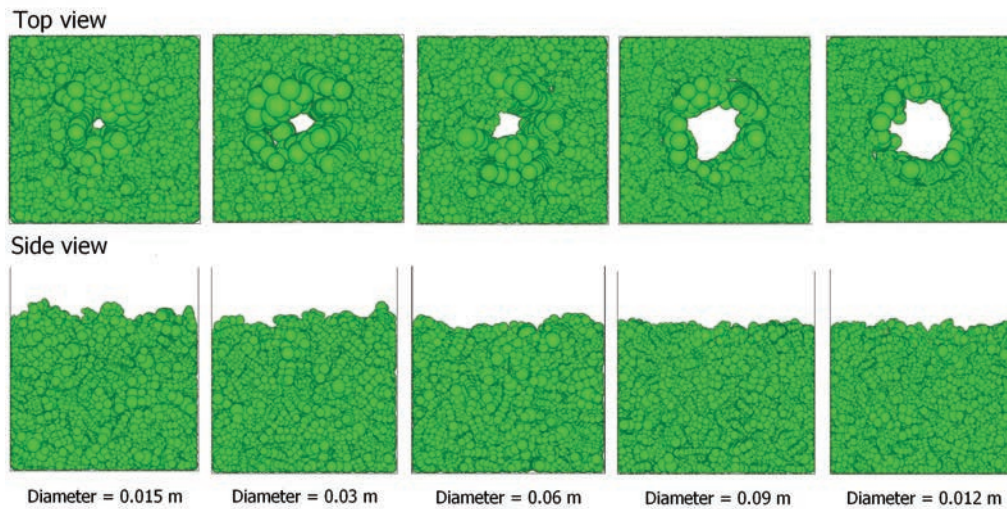 Top view
Side view
Diameter = 0.015 m Diameter = 0.03 m Diameter = 0.06 m Diameter = 0.09 m Diameter = 0.012 m